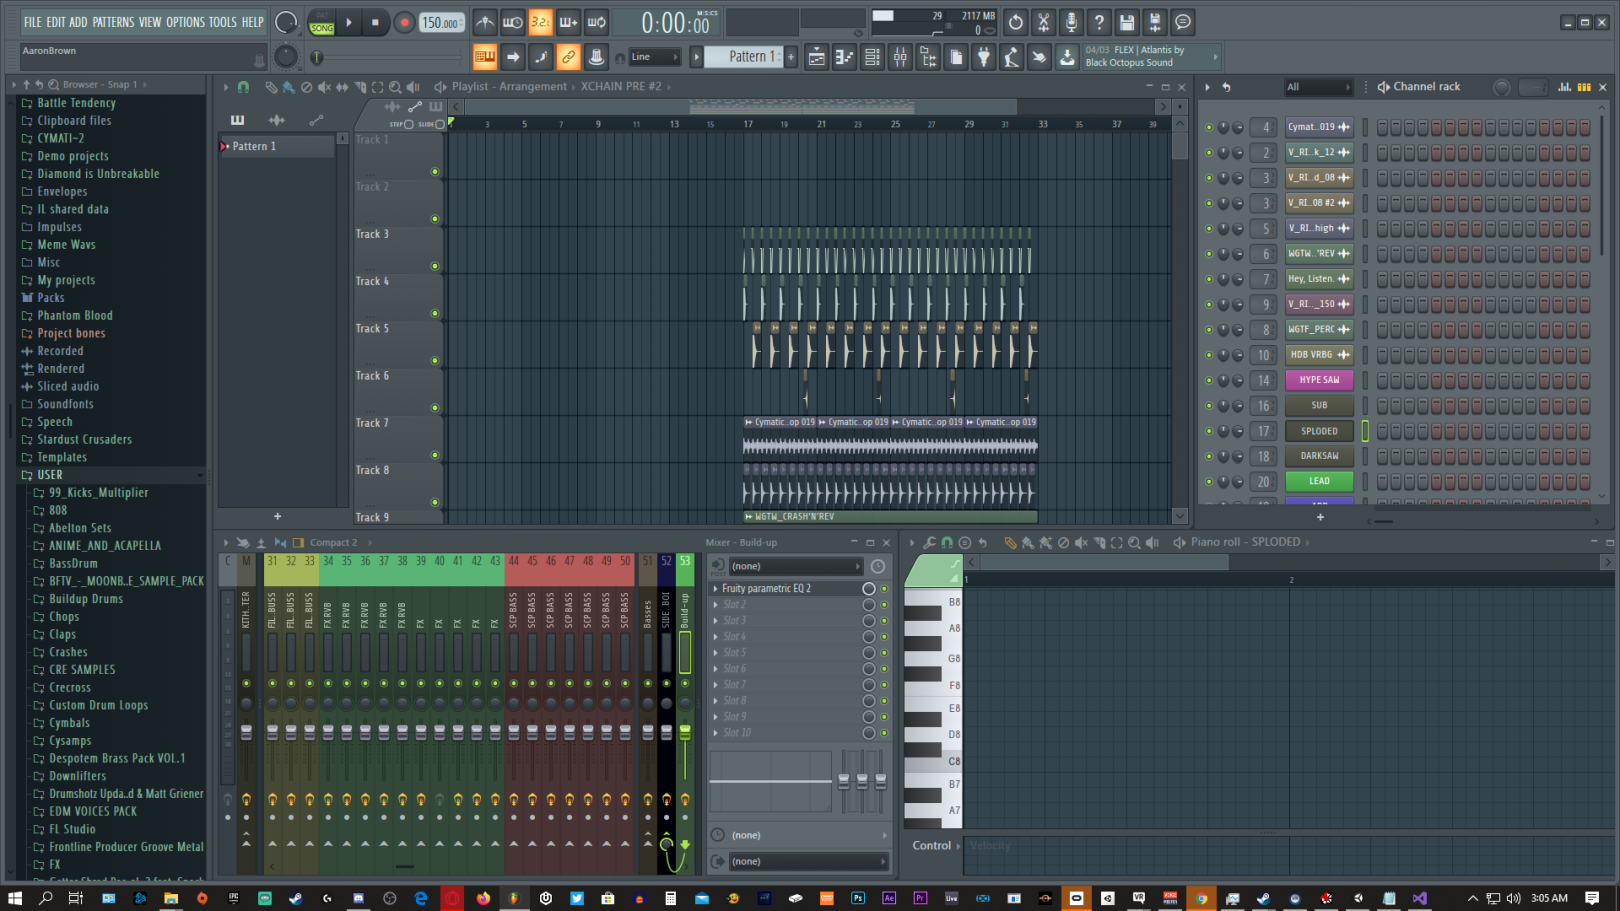 FILE EDIT ADD PATTERNS VIEW OPTIONS TOOLS HELP
PAT
SONG
150.000
3.2.
0:00:00
M:S:CS
29
2117 MB
0
AaronBrown
Line
Pattern 1
04/03 FLEX | Atlantis by
Black Octopus Sound
Browser - Snap 1
Battle Tendency
Clipboard files
CYMATI~2
Demo projects
Diamond is Unbreakable
Envelopes
IL shared data
Impulses
Meme Wavs
Misc
My projects
Packs
Phantom Blood
Project bones
Recorded
Rendered
Sliced audio
Soundfonts
Speech
Stardust Crusaders
Templates
USER
99_Kicks_Multiplier
808
Abelton Sets
ANIME_AND_ACAPELLA
BassDrum
BFTV_-_MOONB..E_SAMPLE_PACK
Buildup Drums
Chops
Claps
Crashes
CRE SAMPLES
Crecross
Custom Drum Loops
Cymbals
Cysamps
Despotem Brass Pack VOL.1
Downlifters
Drumshotz Upda..d & Matt Griener
EDM VOICES PACK
FL Studio
Frontline Producer Groove Metal
FX
Playlist - Arrangement
XCHAIN PRE #2
STEP
SLIDE
1 3 5 7 9 11 13 15 17 19 21 23 25 27 29 31 33 35 37 39
Pattern 1
Track 1
Track 2
Track 3
Track 4
Track 5
Track 6
Track 7
Cymatic..op 019
Cymatic..op 019
Cymatic..op 019
Cymatic..op 019
Track 8
Track 9
WGTW_CRASH'N'REV
All
Channel rack
4 Cymat..019
2 V_RI..k_12
3 V_RI..d_08
3 V_RI..08 #2
5 V_RI..high
6 WGTW..'REV
7 Hey, Listen.
9 V_RI.._150
8 WGTF_PERC
10 HDB VRBG
14 HYPE SAW
16 SUB
17 SPLODED
18 DARKSAW
20 LEAD
Compact 2
C M 31 32 33 34 35 36 37 38 39 40 41 42 43 44 45 46 47 48 49 50 51 52 53
FX RVB
FX RVB
FX RVB
FX RVB
FX RVB
FX
FX
FX
FX
FX
SCP BASS
SCP BASS
SCP BASS
SCP BASS
SCP BASS
SCP BASS
SCP BASS
Basses
SIDE..BOI
Build-up
Mixer - Build-up
POST
(none)
Fruity parametric EQ 2
Slot 2
Slot 3
Slot 4
Slot 5
Slot 6
Slot 7
Slot 8
Slot 9
Slot 10
(none)
(none)
Piano roll - SPLODED
1 2
B8
A8
G8
F8
E8
D8
C8
B7
A7
Control
Velocity
3:05 AM